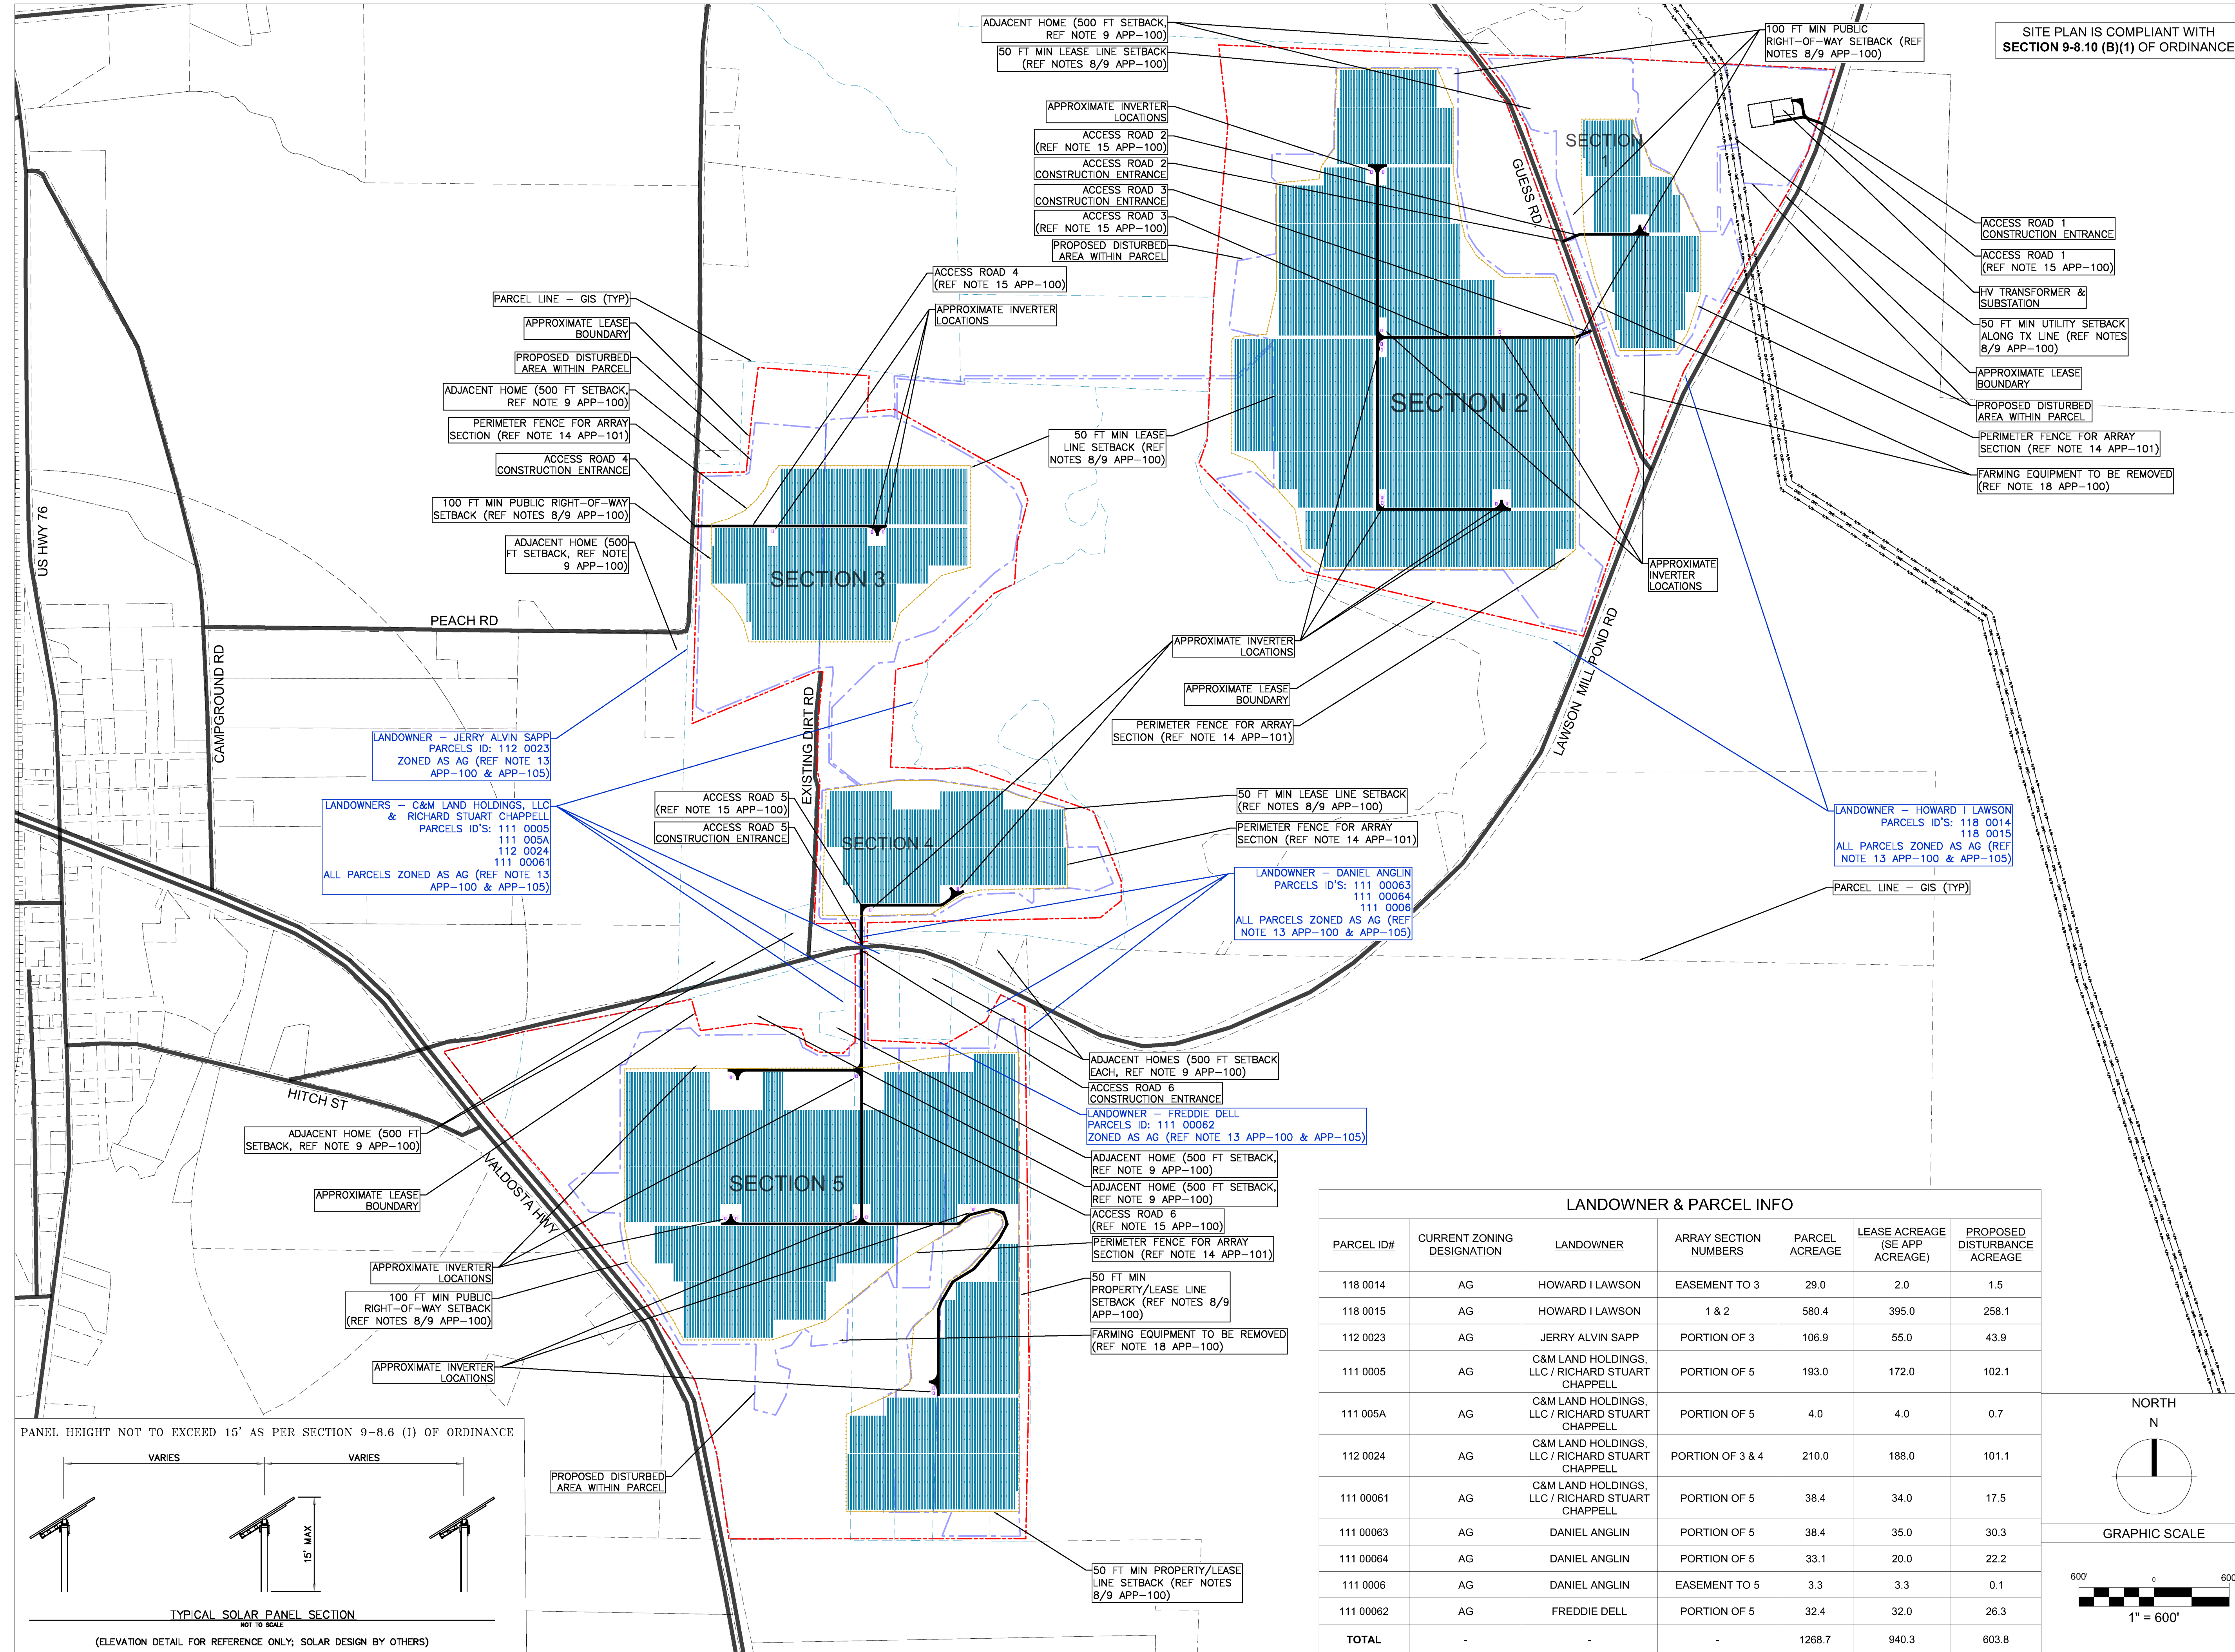 SITE PLAN IS COMPLIANT WITH
SECTION 9-8.10 (B)(1) OF ORDINANCE
ADJACENT HOME (500 FT SETBACK,
REF NOTE 9 APP-100)
50 FT MIN LEASE LINE SETBACK
(REF NOTES 8/9 APP-100)
APPROXIMATE INVERTER
LOCATIONS
ACCESS ROAD 2
(REF NOTE 15 APP-100)
ACCESS ROAD 2
CONSTRUCTION ENTRANCE
ACCESS ROAD 3
CONSTRUCTION ENTRANCE
ACCESS ROAD 3
(REF NOTE 15 APP-100)
PROPOSED DISTURBED
AREA WITHIN PARCEL
100 FT MIN PUBLIC
RIGHT-OF-WAY SETBACK (REF
NOTES 8/9 APP-100)
SECTION
1
GUESS RD.
SECTION 2
ACCESS ROAD 1
CONSTRUCTION ENTRANCE
ACCESS ROAD 1
(REF NOTE 15 APP-100)
HV TRANSFORMER &
SUBSTATION
50 FT MIN UTILITY SETBACK
ALONG TX LINE (REF NOTES
8/9 APP-100)
APPROXIMATE LEASE
BOUNDARY
PROPOSED DISTURBED
AREA WITHIN PARCEL
PERIMETER FENCE FOR ARRAY
SECTION (REF NOTE 14 APP-101)
FARMING EQUIPMENT TO BE REMOVED
(REF NOTE 18 APP-100)
ACCESS ROAD 4
(REF NOTE 15 APP-100)
APPROXIMATE INVERTER
LOCATIONS
PARCEL LINE - GIS (TYP)
APPROXIMATE LEASE
BOUNDARY
PROPOSED DISTURBED
AREA WITHIN PARCEL
ADJACENT HOME (500 FT SETBACK,
REF NOTE 9 APP-100)
PERIMETER FENCE FOR ARRAY
SECTION (REF NOTE 14 APP-101)
ACCESS ROAD 4
CONSTRUCTION ENTRANCE
100 FT MIN PUBLIC RIGHT-OF-WAY
SETBACK (REF NOTES 8/9 APP-100)
ADJACENT HOME (500
FT SETBACK, REF NOTE
9 APP-100)
50 FT MIN LEASE
LINE SETBACK (REF
NOTES 8/9 APP-100)
SECTION 3
APPROXIMATE
INVERTER
LOCATIONS
US HWY 76
PEACH RD
CAMPGROUND RD
EXISTING DIRT RD
LAWSON MILL POND RD
APPROXIMATE INVERTER
LOCATIONS
APPROXIMATE LEASE
BOUNDARY
PERIMETER FENCE FOR ARRAY
SECTION (REF NOTE 14 APP-101)
LANDOWNER - JERRY ALVIN SAPP
PARCELS ID: 112 0023
ZONED AS AG (REF NOTE 13
APP-100 & APP-105)
LANDOWNERS - C&M LAND HOLDINGS, LLC
& RICHARD STUART CHAPPELL
PARCELS ID'S: 111 0005
111 005A
112 0024
111 00061
ALL PARCELS ZONED AS AG (REF NOTE 13
APP-100 & APP-105)
ACCESS ROAD 5
(REF NOTE 15 APP-100)
ACCESS ROAD 5
CONSTRUCTION ENTRANCE
SECTION 4
50 FT MIN LEASE LINE SETBACK
(REF NOTES 8/9 APP-100)
PERIMETER FENCE FOR ARRAY
SECTION (REF NOTE 14 APP-101)
LANDOWNER - DANIEL ANGLIN
PARCELS ID'S: 111 00063
111 00064
111 0006
ALL PARCELS ZONED AS AG (REF
NOTE 13 APP-100 & APP-105)
LANDOWNER - HOWARD I LAWSON
PARCELS ID'S: 118 0014
118 0015
ALL PARCELS ZONED AS AG (REF
NOTE 13 APP-100 & APP-105)
PARCEL LINE - GIS (TYP)
HITCH ST
VALDOSTA HWY
ADJACENT HOME (500 FT
SETBACK, REF NOTE 9 APP-100)
APPROXIMATE LEASE
BOUNDARY
APPROXIMATE INVERTER
LOCATIONS
100 FT MIN PUBLIC
RIGHT-OF-WAY SETBACK
(REF NOTES 8/9 APP-100)
APPROXIMATE INVERTER
LOCATIONS
SECTION 5
ADJACENT HOMES (500 FT SETBACK
EACH, REF NOTE 9 APP-100)
ACCESS ROAD 6
CONSTRUCTION ENTRANCE
LANDOWNER - FREDDIE DELL
PARCELS ID: 111 00062
ZONED AS AG (REF NOTE 13 APP-100 & APP-105)
ADJACENT HOME (500 FT SETBACK,
REF NOTE 9 APP-100)
ADJACENT HOME (500 FT SETBACK,
REF NOTE 9 APP-100)
ACCESS ROAD 6
(REF NOTE 15 APP-100)
PERIMETER FENCE FOR ARRAY
SECTION (REF NOTE 14 APP-101)
50 FT MIN
PROPERTY/LEASE LINE
SETBACK (REF NOTES 8/9
APP-100)
FARMING EQUIPMENT TO BE REMOVED
(REF NOTE 18 APP-100)
PROPOSED DISTURBED
AREA WITHIN PARCEL
50 FT MIN PROPERTY/LEASE
LINE SETBACK (REF NOTES
8/9 APP-100)
PANEL HEIGHT NOT TO EXCEED 15' AS PER SECTION 9-8.6 (I) OF ORDINANCE
VARIES VARIES
15' MAX
TYPICAL SOLAR PANEL SECTION
NOT TO SCALE
(ELEVATION DETAIL FOR REFERENCE ONLY; SOLAR DESIGN BY OTHERS)
LANDOWNER & PARCEL INFO
PARCEL ID# CURRENT ZONING DESIGNATION LANDOWNER ARRAY SECTION NUMBERS PARCEL ACREAGE LEASE ACREAGE (SE APP ACREAGE) PROPOSED DISTURBANCE ACREAGE
118 0014 AG HOWARD I LAWSON EASEMENT TO 3 29.0 2.0 1.5
118 0015 AG HOWARD I LAWSON 1 & 2 580.4 395.0 258.1
112 0023 AG JERRY ALVIN SAPP PORTION OF 3 106.9 55.0 43.9
111 0005 AG C&M LAND HOLDINGS, LLC / RICHARD STUART CHAPPELL PORTION OF 5 193.0 172.0 102.1
111 005A AG C&M LAND HOLDINGS, LLC / RICHARD STUART CHAPPELL PORTION OF 5 4.0 4.0 0.7
112 0024 AG C&M LAND HOLDINGS, LLC / RICHARD STUART CHAPPELL PORTION OF 3 & 4 210.0 188.0 101.1
111 00061 AG C&M LAND HOLDINGS, LLC / RICHARD STUART CHAPPELL PORTION OF 5 38.4 34.0 17.5
111 00063 AG DANIEL ANGLIN PORTION OF 5 38.4 35.0 30.3
111 00064 AG DANIEL ANGLIN PORTION OF 5 33.1 20.0 22.2
111 0006 AG DANIEL ANGLIN EASEMENT TO 5 3.3 3.3 0.1
111 00062 AG FREDDIE DELL PORTION OF 5 32.4 32.0 26.3
TOTAL - - - 1268.7 940.3 603.8
NORTH
N
GRAPHIC SCALE
600' 0 600
1" = 600'